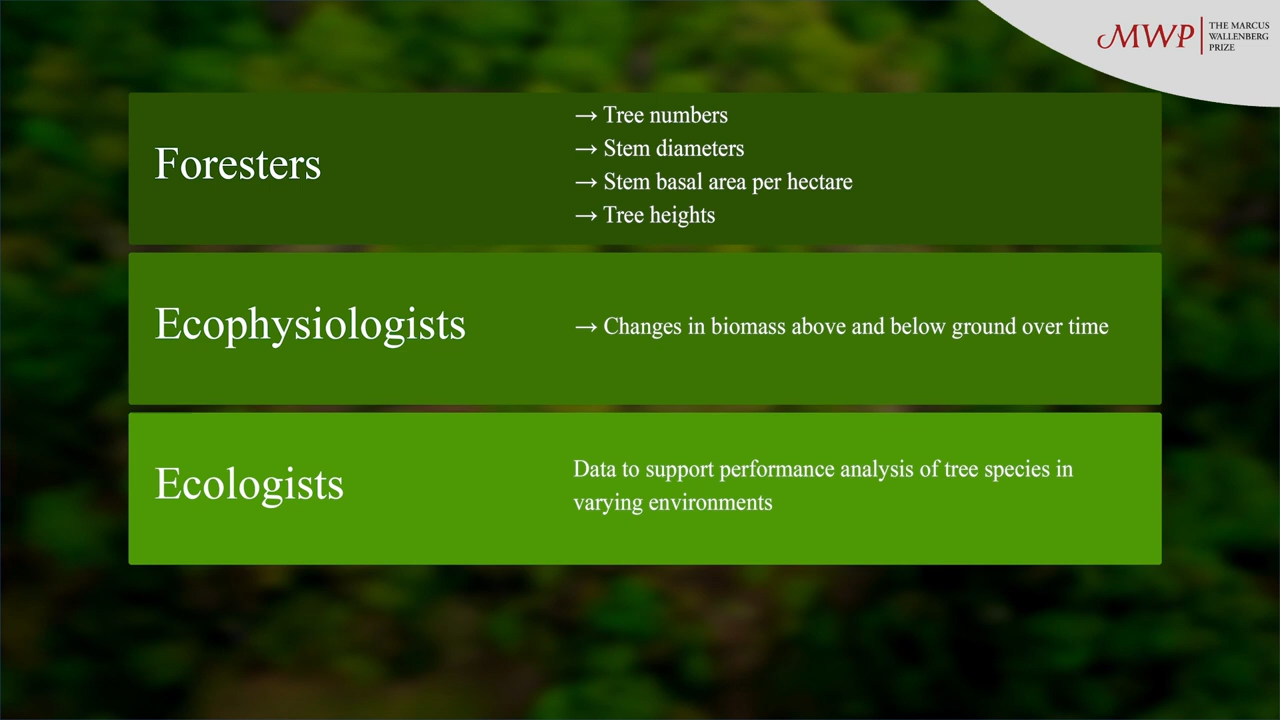 MWP
THE MARCUS
WALLENBERG
PRIZE
Foresters
→ Tree numbers
→ Stem diameters
→ Stem basal area per hectare
→ Tree heights
Ecophysiologists
→ Changes in biomass above and below ground over time
Ecologists
Data to support performance analysis of tree species in
varying environments